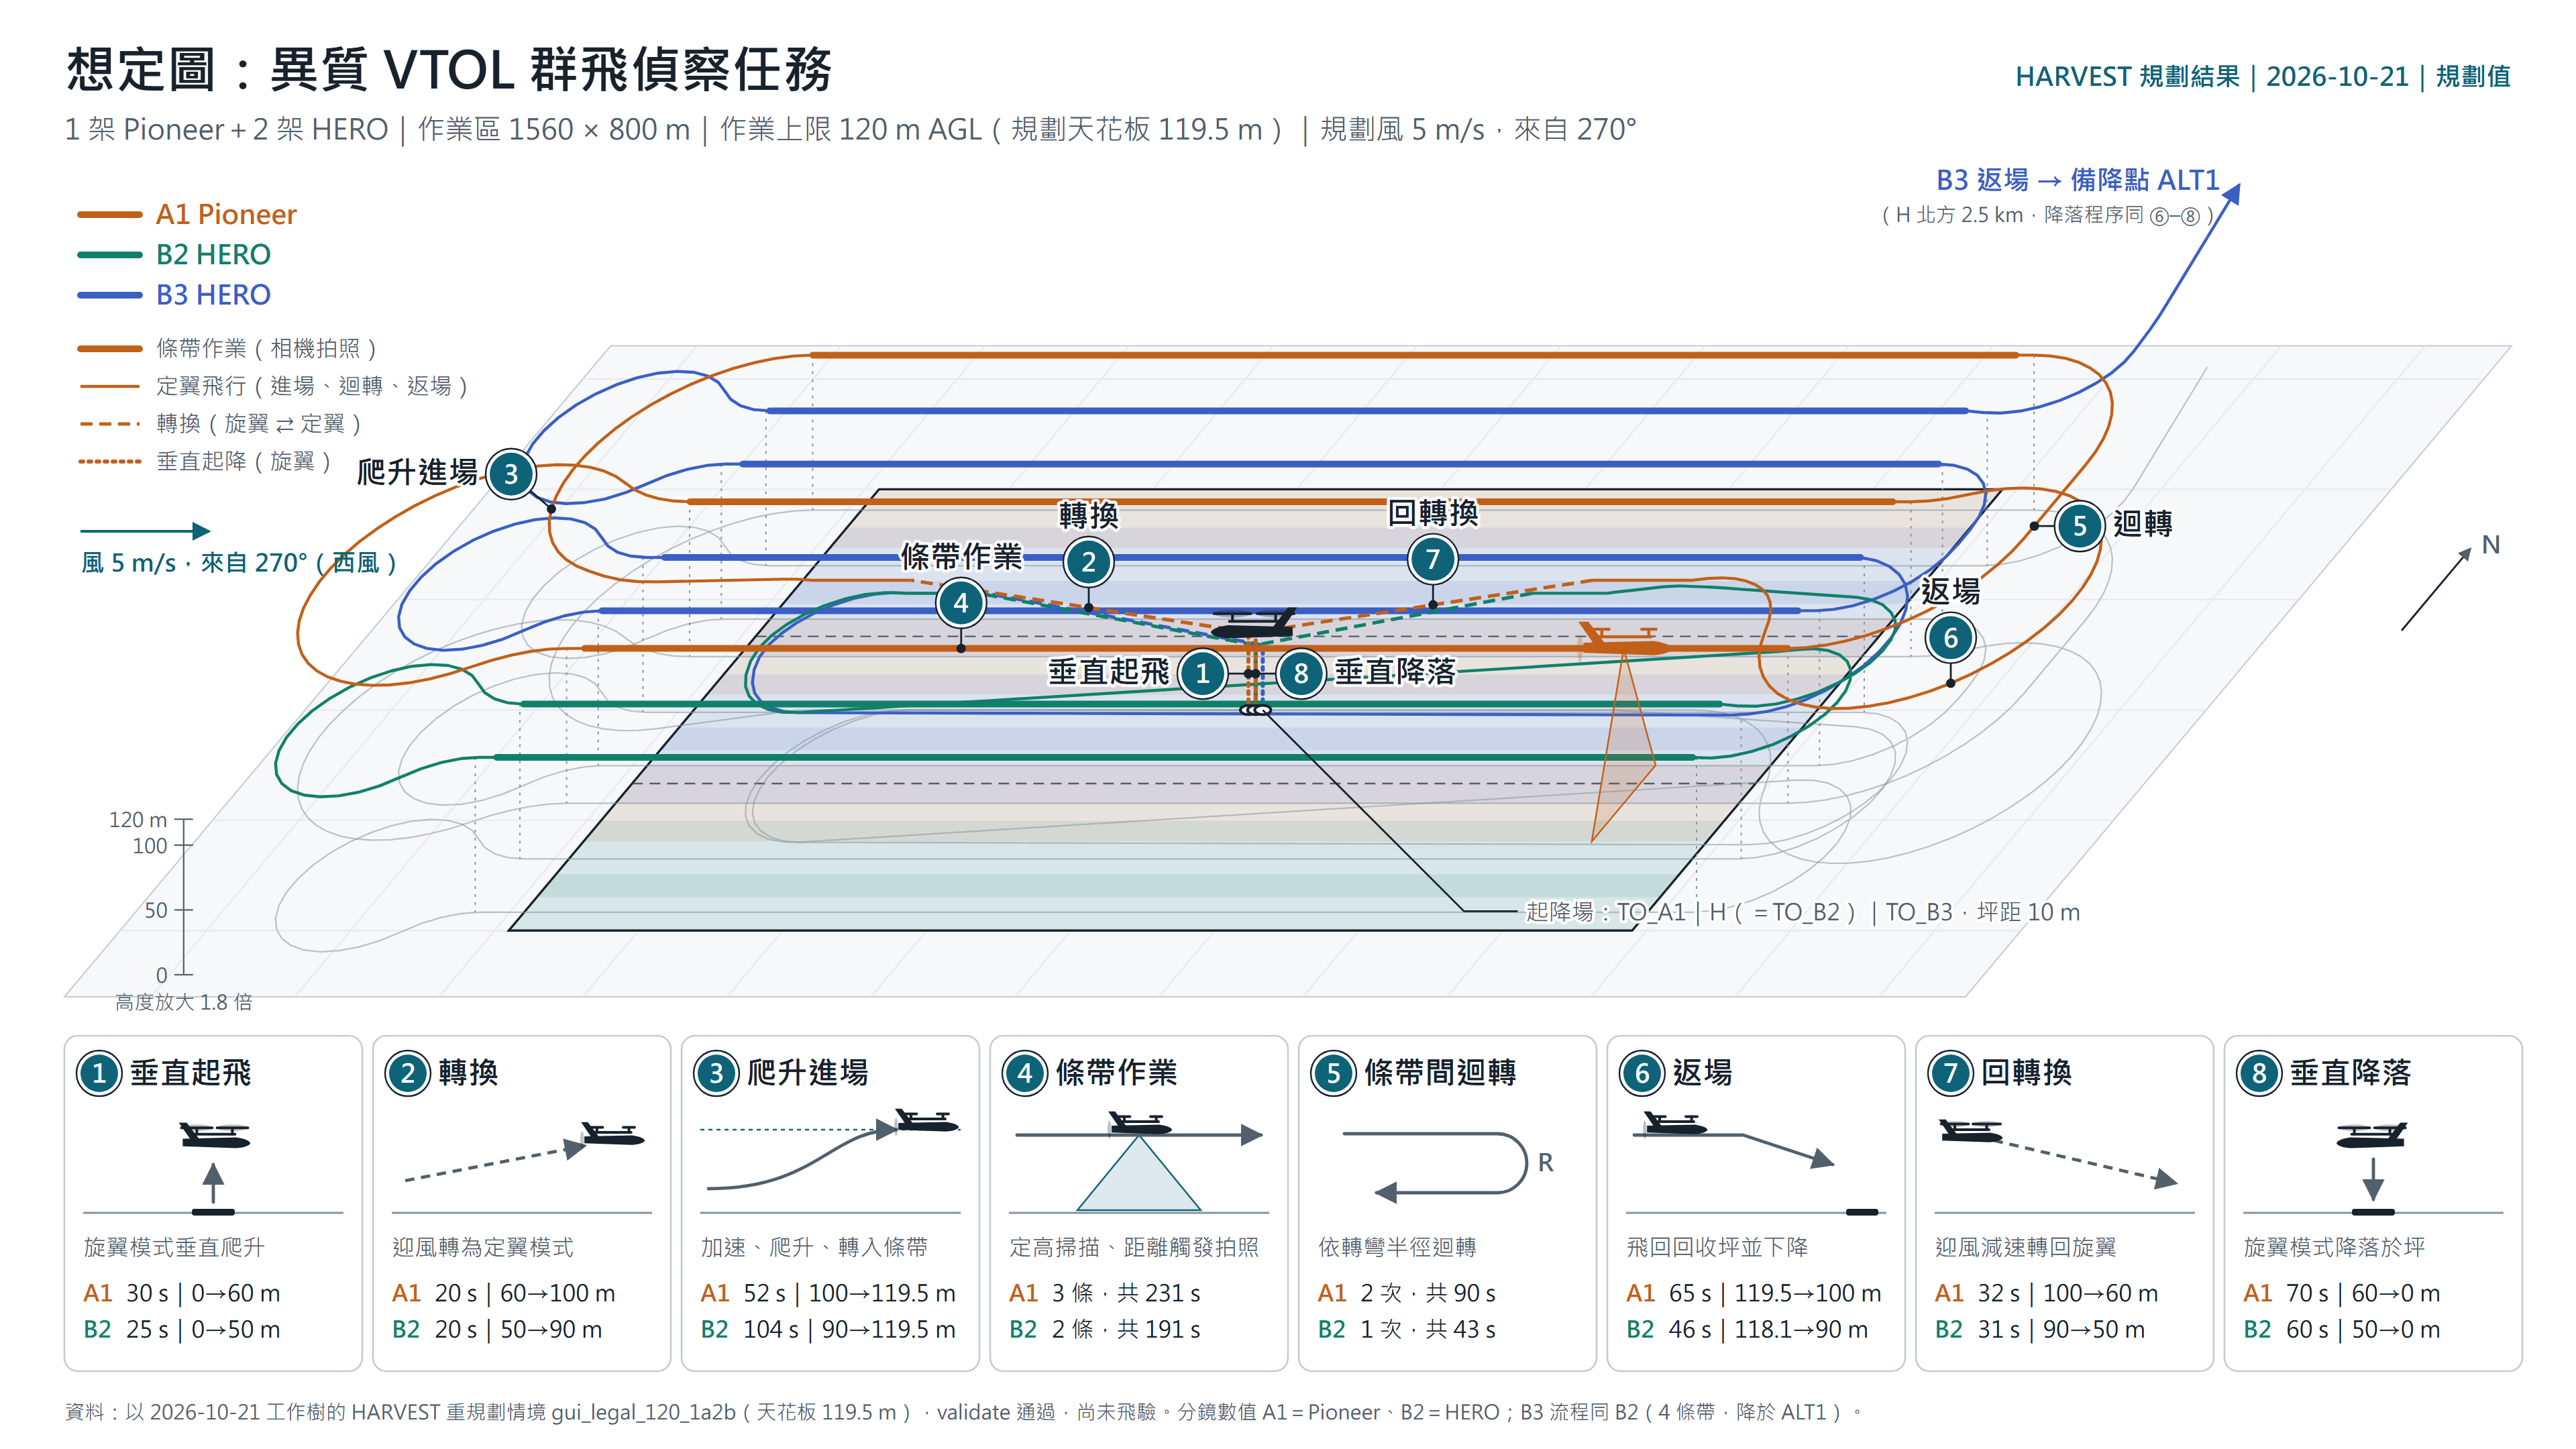 想定圖：異質 VTOL 群飛偵察任務
HARVEST 規劃結果｜2026-10-21｜規劃值
1 架 Pioneer＋2 架 HERO｜作業區 1560 × 800 m｜作業上限 120 m AGL（規劃天花板 119.5 m）｜規劃風 5 m/s，來自 270°
B3 返場 → 備降點 ALT1
（H 北方 2.5 km，降落程序同 ⑥–⑧）
A1 Pioneer
B2 HERO
B3 HERO
條帶作業（相機拍照）
定翼飛行（進場、迴轉、返場）
轉換（旋翼 ⇄ 定翼）
垂直起降（旋翼）
風 5 m/s，來自 270°（西風）
爬升進場 3
轉換
2
回轉換
7
條帶作業
4
5 迴轉
返場
6
N
垂直起飛 1
8 垂直降落
起降場：TO_A1｜H（＝TO_B2）｜TO_B3，坪距 10 m
120 m
100
50
0
高度放大 1.8 倍
1 垂直起飛
旋翼模式垂直爬升
A1 30 s｜0→60 m
B2 25 s｜0→50 m
2 轉換
迎風轉為定翼模式
A1 20 s｜60→100 m
B2 20 s｜50→90 m
3 爬升進場
加速、爬升、轉入條帶
A1 52 s｜100→119.5 m
B2 104 s｜90→119.5 m
4 條帶作業
定高掃描、距離觸發拍照
A1 3 條，共 231 s
B2 2 條，共 191 s
5 條帶間迴轉
R
依轉彎半徑迴轉
A1 2 次，共 90 s
B2 1 次，共 43 s
6 返場
飛回回收坪並下降
A1 65 s｜119.5→100 m
B2 46 s｜118.1→90 m
7 回轉換
迎風減速轉回旋翼
A1 32 s｜100→60 m
B2 31 s｜90→50 m
8 垂直降落
旋翼模式降落於坪
A1 70 s｜60→0 m
B2 60 s｜50→0 m
資料：以 2026-10-21 工作樹的 HARVEST 重規劃情境 gui_legal_120_1a2b（天花板 119.5 m），validate 通過，尚未飛驗。分鏡數值 A1＝Pioneer、B2＝HERO；B3 流程同 B2（4 條帶，降於 ALT1）。